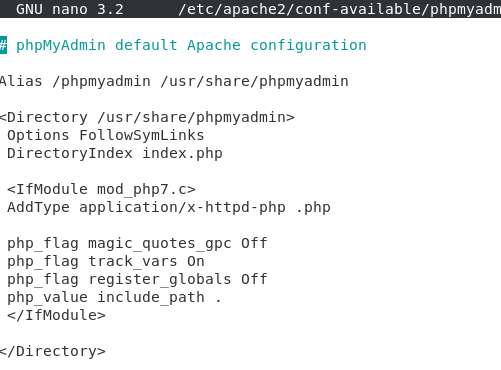 GNU nano 3.2 /etc/apache2/conf-available/phpmyadm
# phpMyAdmin default Apache configuration
Alias /phpmyadmin /usr/share/phpmyadmin
<Directory /usr/share/phpmyadmin>
Options FollowSymLinks
DirectoryIndex index.php
<IfModule mod_php7.c>
AddType application/x-httpd-php .php
php_flag magic_quotes_gpc Off
php_flag track_vars On
php_flag register_globals Off
php_value include_path .
</IfModule>
</Directory>